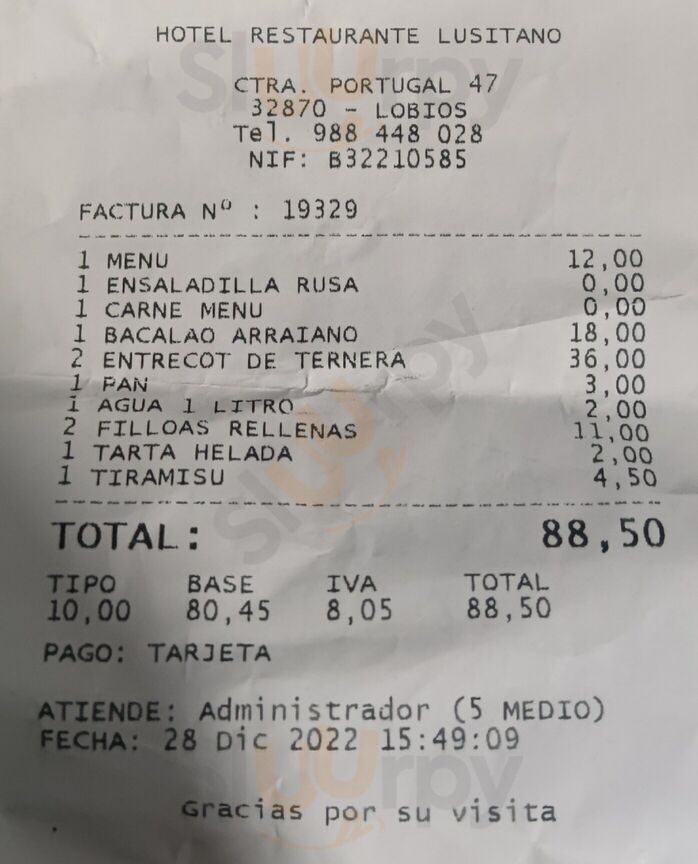 HOTEL RESTAURANTE LUSITANO
CTRA. PORTUGAL 47
32870 - LOBIOS
Tel. 988 448 028
NIF: B32210585
FACTURA Nº : 19329
1 MENU 12,00
1 ENSALADILLA RUSA 0,00
1 CARNE MENU 0,00
1 BACALAO ARRAIANO 18,00
2 ENTRECOT DE TERNERA 36,00
1 PAN 3,00
1 AGUA 1 LITRO 2,00
2 FILLOAS RELLENAS 11,00
1 TARTA HELADA 2,00
1 TIRAMISU 4,50
TOTAL: 88,50
TIPO BASE IVA TOTAL
10,00 80,45 8,05 88,50
PAGO: TARJETA
ATIENDE: Administrador (5 MEDIO)
FECHA: 28 Dic 2022 15:49:09
Gracias por su visita
sluurpy
sluurpy
sluurpy